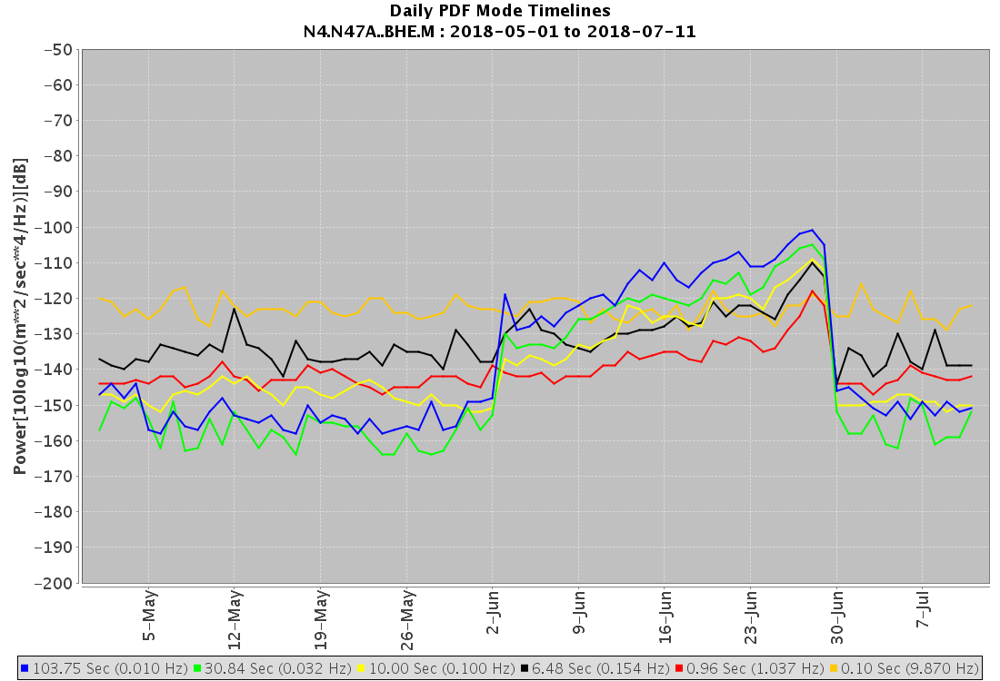 Daily PDF Mode Timelines
N4.N47A..BHE.M : 2018-05-01 to 2018-07-11
Power[10log10(m**2/sec**4/Hz)][dB]
-50
-60
-70
-80
-90
-100
-110
-120
-130
-140
-150
-160
-170
-180
-190
-200
5-May
12-May
19-May
26-May
2-Jun
9-Jun
16-Jun
23-Jun
30-Jun
7-Jul
103.75 Sec (0.010 Hz) 30.84 Sec (0.032 Hz) 10.00 Sec (0.100 Hz) 6.48 Sec (0.154 Hz) 0.96 Sec (1.037 Hz) 0.10 Sec (9.870 Hz)